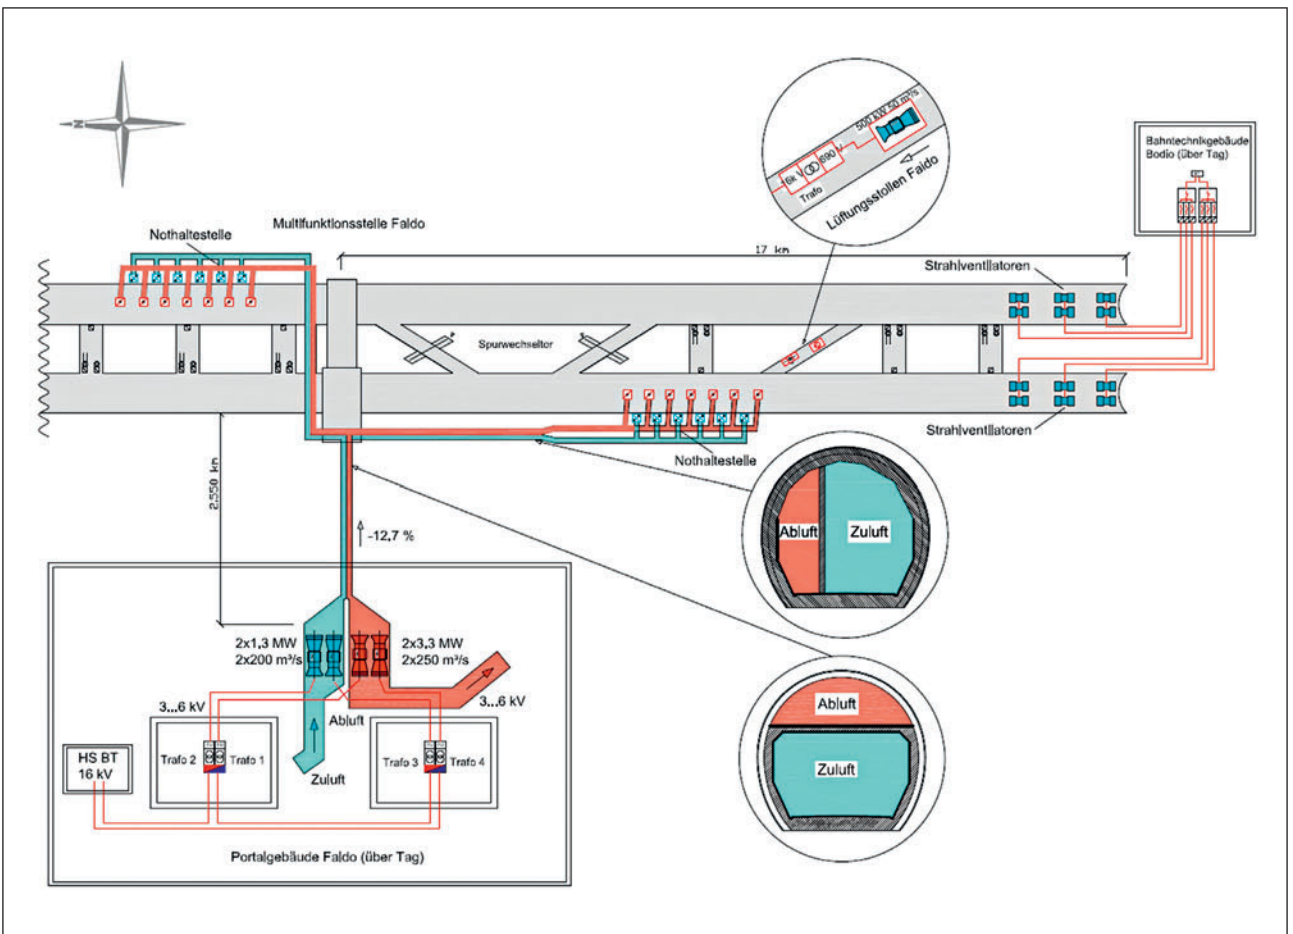 N
Multifunktionsstelle Faldo
Nothaltestelle
500 kW 50 m³/s
690 V
16k V
Trafo
Lüftungsstollen Faido
Bahntechnikgebäude
Bodio (über Tag)
17 km
Strahlventilatoren
Spurwechseltor
Strahlventilatoren
Nothaltestelle
2,550 km
-12,7 %
Abluft
Zuluft
2x1,3 MW
2x200 m³/s
2x3,3 MW
2x250 m³/s
3...6 kV
3...6 kV
Abluft
Zuluft
HS BT
16 kV
Trafo 2
Trafo 1
Trafo 3
Trafo 4
Abluft
Zuluft
Portalgebäude Faldo (über Tag)